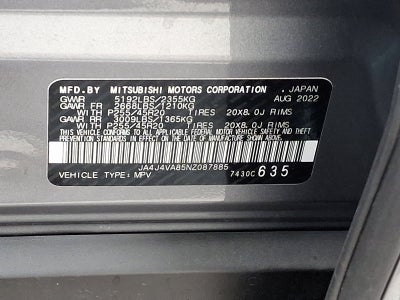 MFD.BY MITSUBISHI MOTORS CORPORATION . JAPAN
GVWR 5192LBS/2355KG AUG 2022
GAWR FR 2668LBS/1210KG
WITH P255/45R20 TIRES 20X8.0J RIMS
GAWR RR 3009LBS/1365KG
WITH P255/45R20 TIRES 20X8.0J RIMS
THIS VEHICLE CONFORMS TO ALL APPLICABLE FEDERAL MOTOR VEHICLE SAFETY AND THEFT
PREVENTION STANDARDS IN EFFECT ON THE DATE OF MANUFACTURE SHOWN ABOVE.
JA4J4VA85NZ087885
VEHICLE TYPE: MPV 7430C 635